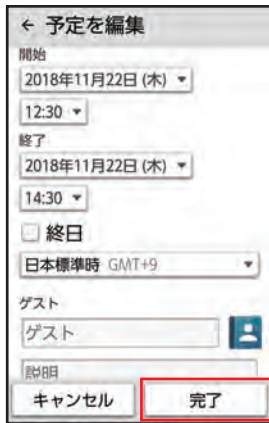 ← 予定を編集
開始
2018年11月22日 (木)
12:30
終了
2018年11月22日 (木)
14:30
終日
日本標準時 GMT+9
ゲスト
ゲスト
説明
キャンセル 完了